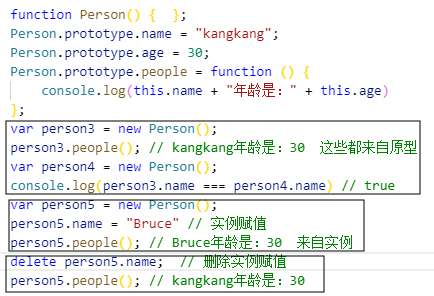 function Person() {  };
Person.prototype.name = "kangkang";
Person.prototype.age = 30;
Person.prototype.people = function () {
    console.log(this.name + "年龄是：" + this.age)
};
var person3 = new Person();
person3.people(); // kangkang年龄是：30  这些都来自原型
var person4 = new Person();
console.log(person3.name === person4.name) // true
var person5 = new Person();
person5.name = "Bruce" // 实例赋值
person5.people(); // Bruce年龄是：30  来自实例
delete person5.name;  // 删除实例赋值
person5.people(); // kangkang年龄是：30